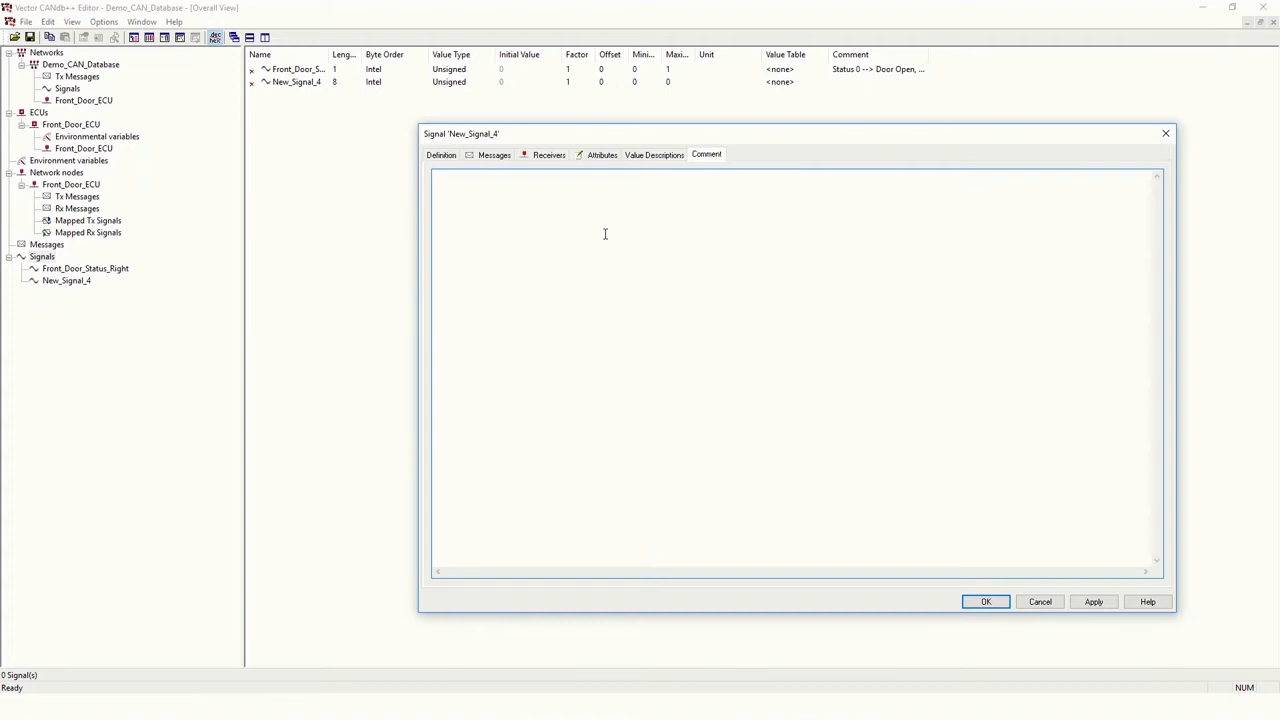 Vector CANdb++ Editor - Demo_CAN_Database - [Overall View]
File Edit View Options Window Help
dec
hex
Networks
Demo_CAN_Database
Tx Messages
Signals
Front_Door_ECU
ECUs
Front_Door_ECU
Environmental variables
Front_Door_ECU
Environment variables
Network nodes
Front_Door_ECU
Tx Messages
Rx Messages
Mapped Tx Signals
Mapped Rx Signals
Messages
Signals
Front_Door_Status_Right
New_Signal_4
Name Leng... Byte Order Value Type Initial Value Factor Offset Mini... Maxi... Unit Value Table Comment
Front_Door_S... 1 Intel Unsigned 0 1 0 0 1 <none> Status 0 --> Door Open, ...
New_Signal_4 8 Intel Unsigned 0 1 0 0 0 <none>
Signal 'New_Signal_4'
Definition Messages Receivers Attributes Value Descriptions Comment
OK Cancel Apply Help
0 Signal(s)
Ready NUM